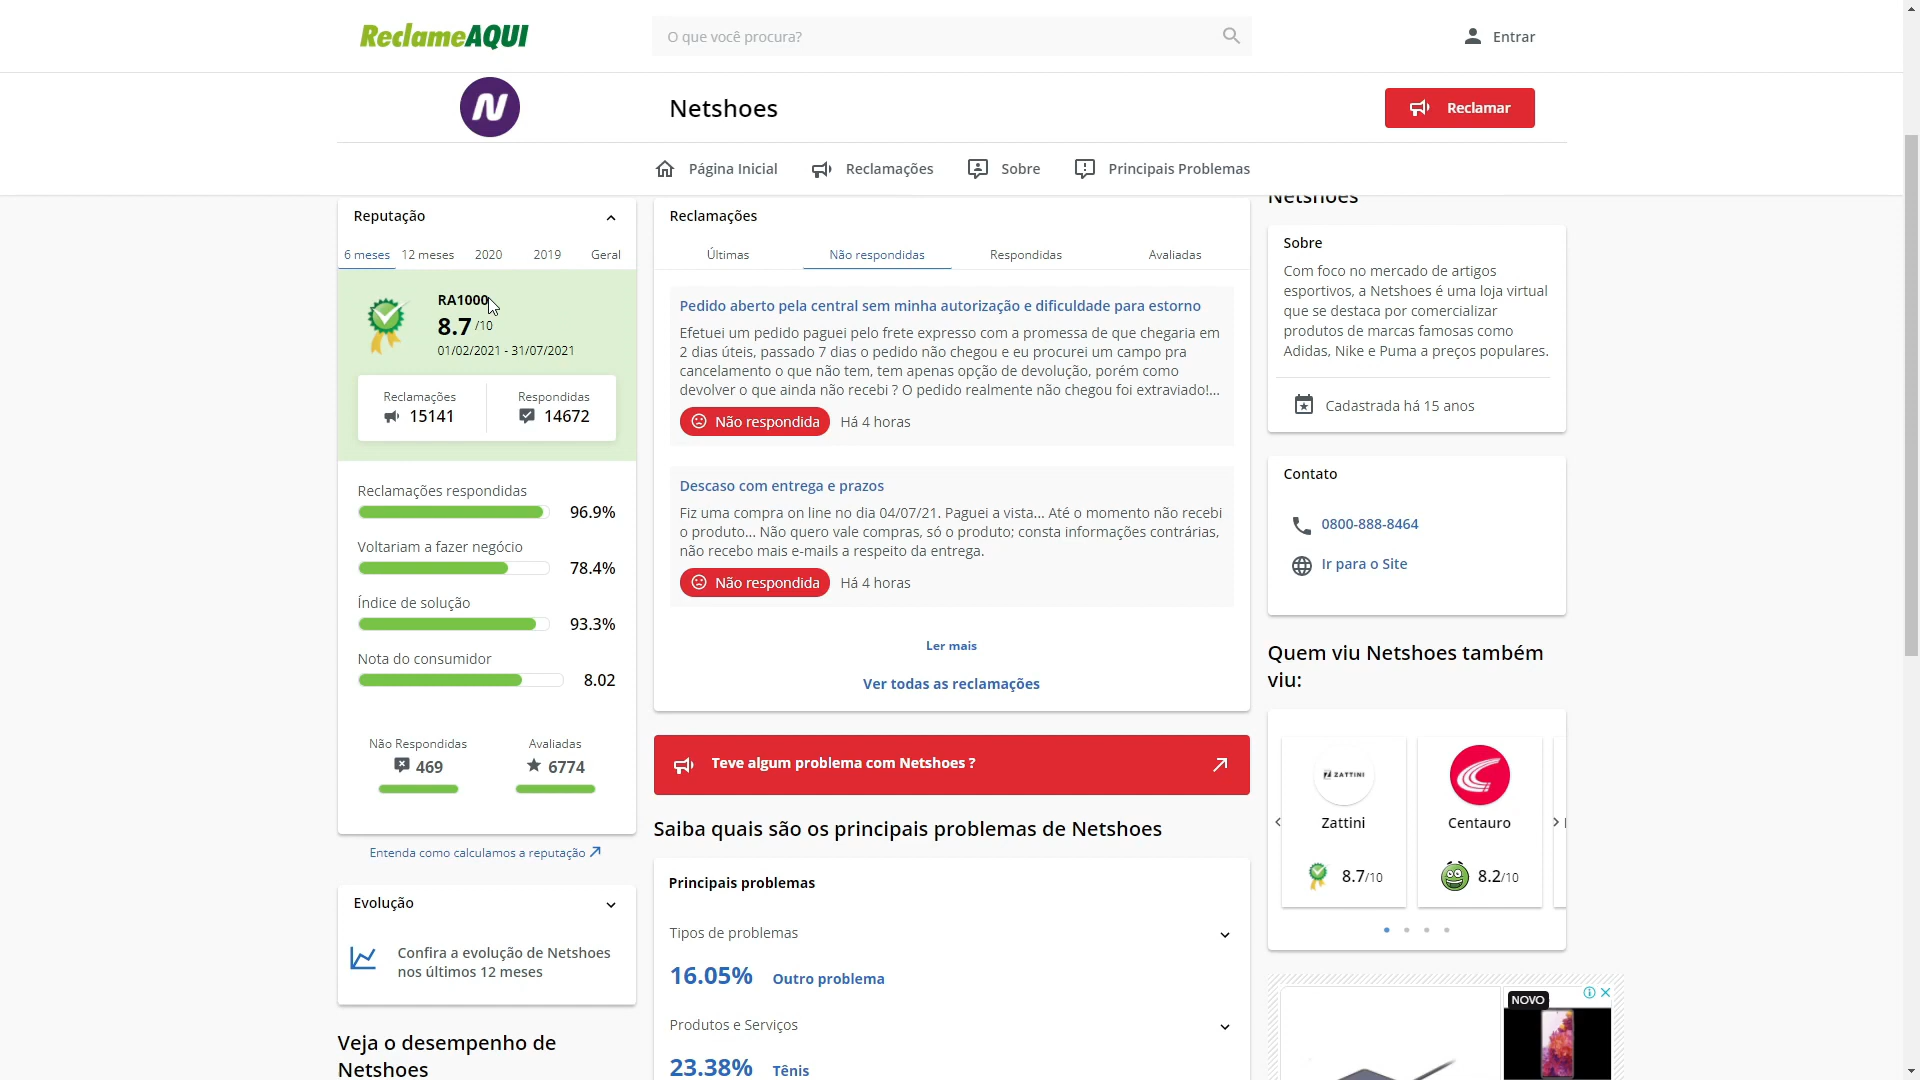 ReclameAQUI
O que você procura?
Entrar
N
Netshoes
Reclamar
Página Inicial
Reclamações
Sobre
Principais Problemas
Reputação
6 meses
12 meses
2020
2019
Geral
RA1000
8.7 /10
01/02/2021 - 31/07/2021
Reclamações
15141
Respondidas
14672
Reclamações respondidas
96.9%
Voltariam a fazer negócio
78.4%
Índice de solução
93.3%
Nota do consumidor
8.02
Não Respondidas
469
Avaliadas
6774
Entenda como calculamos a reputação
Evolução
Confira a evolução de Netshoes
nos últimos 12 meses
Veja o desempenho de
Netshoes
Reclamações
Últimas
Não respondidas
Respondidas
Avaliadas
Pedido aberto pela central sem minha autorização e dificuldade para estorno
Efetuei um pedido paguei pelo frete expresso com a promessa de que chegaria em
2 dias úteis, passado 7 dias o pedido não chegou e eu procurei um campo pra
cancelamento o que não tem, tem apenas opção de devolução, porém como
devolver o que ainda não recebi ? O pedido realmente não chegou foi extraviado!...
Não respondida
Há 4 horas
Descaso com entrega e prazos
Fiz uma compra on line no dia 04/07/21. Paguei a vista... Até o momento não recebi
o produto... Não quero vale compras, só o produto; consta informações contrárias,
não recebo mais e-mails a respeito da entrega.
Não respondida
Há 4 horas
Ler mais
Ver todas as reclamações
Teve algum problema com Netshoes ?
Saiba quais são os principais problemas de Netshoes
Principais problemas
Tipos de problemas
16.05% Outro problema
Produtos e Serviços
23.38% Tênis
Netshoes
Sobre
Com foco no mercado de artigos
esportivos, a Netshoes é uma loja virtual
que se destaca por comercializar
produtos de marcas famosas como
Adidas, Nike e Puma a preços populares.
Cadastrada há 15 anos
Contato
0800-888-8464
Ir para o Site
Quem viu Netshoes também
viu:
ZATTINI
Zattini
8.7/10
Centauro
8.2/10
NOVO